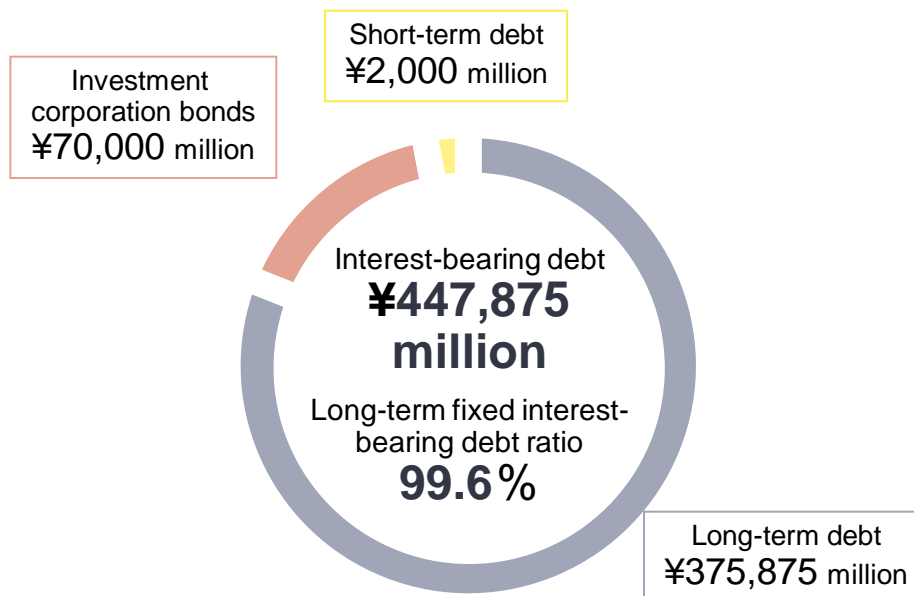 Short-term debt
¥2,000 million
Investment
corporation bonds
¥70,000 million
Interest-bearing debt
¥447,875
million
Long-term fixed interest-
bearing debt ratio
99.6%
Long-term debt
¥375,875 million